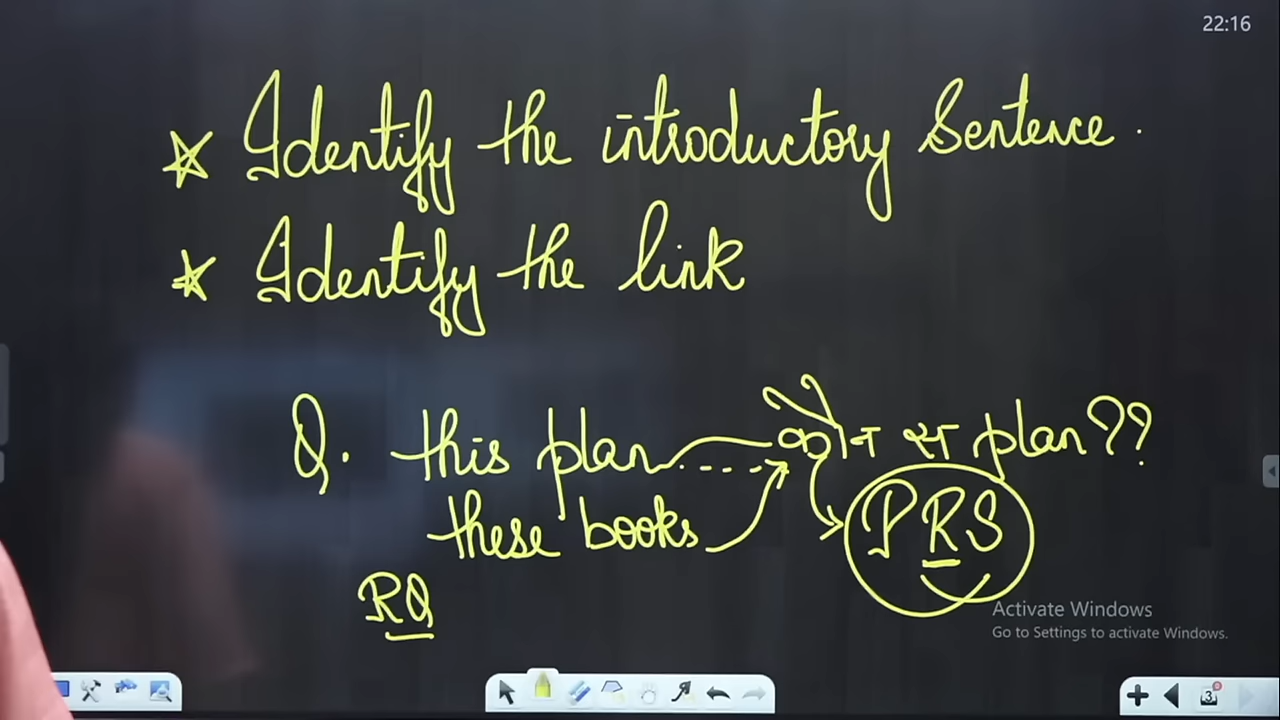 22:16
☆ Identify the introductory Sentence.
☆ Identify the link
Q. this plan कौन सा plan??
these books PRS
RQ
Activate Windows
Go to Settings to activate Windows.
3